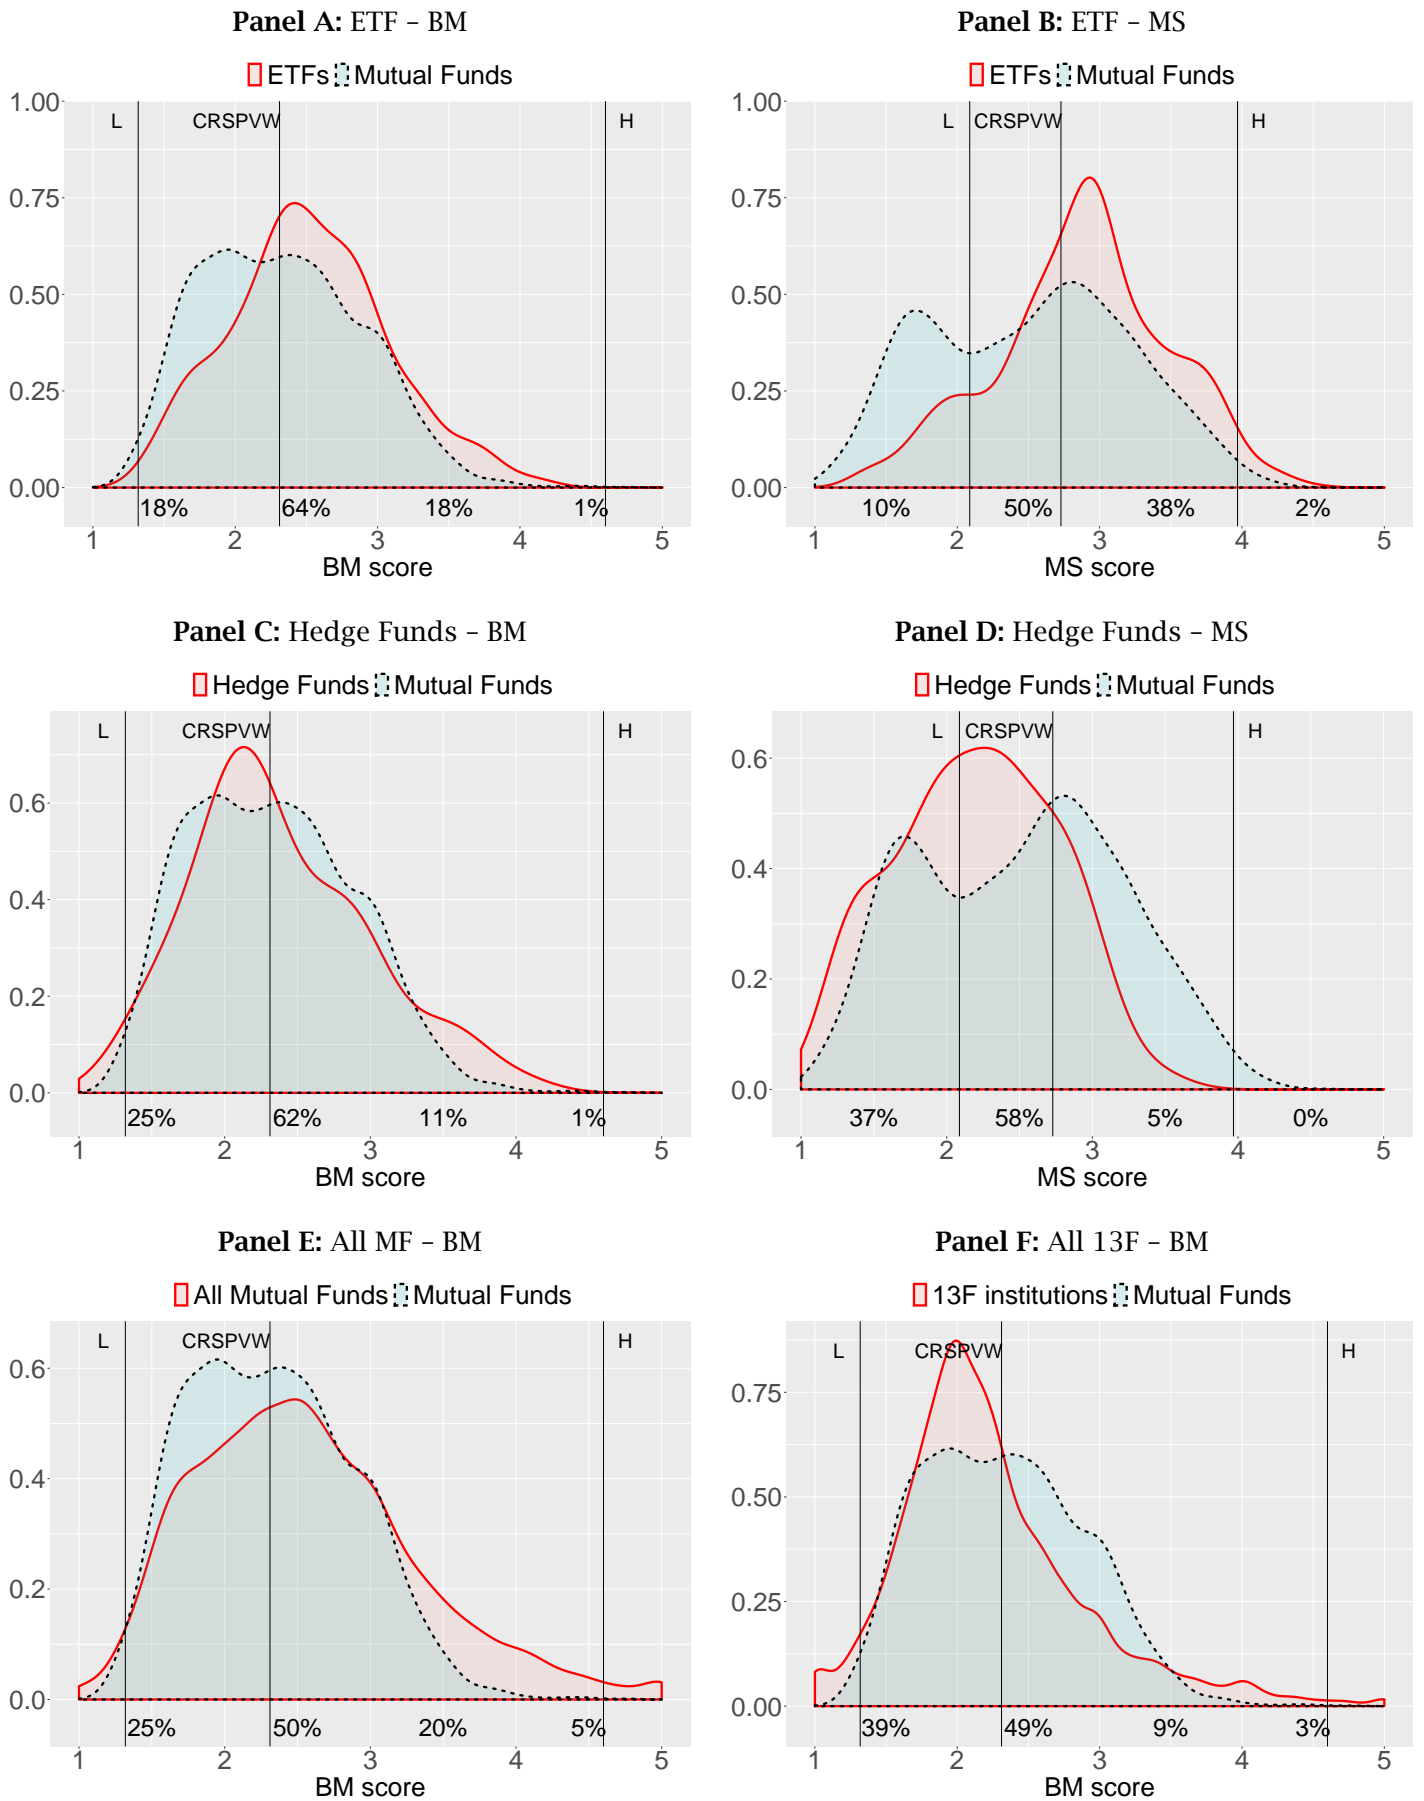 Panel A: ETF – BM
ETFs Mutual Funds
L CRSPVW H
1.00
0.75
0.50
0.25
0.00
18% 64% 18% 1%
1 2 3 4 5
BM score
Panel B: ETF – MS
ETFs Mutual Funds
L CRSPVW H
1.00
0.75
0.50
0.25
0.00
10% 50% 38% 2%
1 2 3 4 5
MS score
Panel C: Hedge Funds – BM
Hedge Funds Mutual Funds
L CRSPVW H
0.6
0.4
0.2
0.0
25% 62% 11% 1%
1 2 3 4 5
BM score
Panel D: Hedge Funds – MS
Hedge Funds Mutual Funds
L CRSPVW H
0.6
0.4
0.2
0.0
37% 58% 5% 0%
1 2 3 4 5
MS score
Panel E: All MF – BM
All Mutual Funds Mutual Funds
L CRSPVW H
0.6
0.4
0.2
0.0
25% 50% 20% 5%
1 2 3 4 5
BM score
Panel F: All 13F – BM
13F institutions Mutual Funds
L CRSPVW H
0.75
0.50
0.25
0.00
39% 49% 9% 3%
1 2 3 4 5
BM score